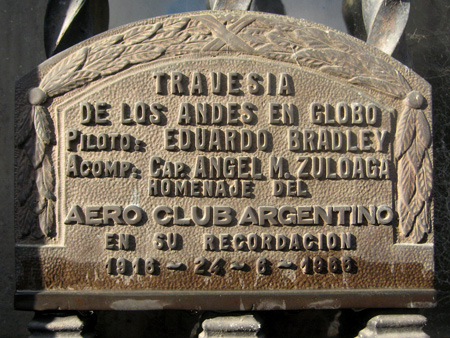 TRAVESIA
DE LOS ANDES EN GLOBO
PILOTO: EDUARDO BRADLEY
ACOMP: CAP. ANGEL M. ZULOAGA
HOMENAJE DEL
AERO CLUB ARGENTINO
EN SU RECORDACION
1916-24-6-1966